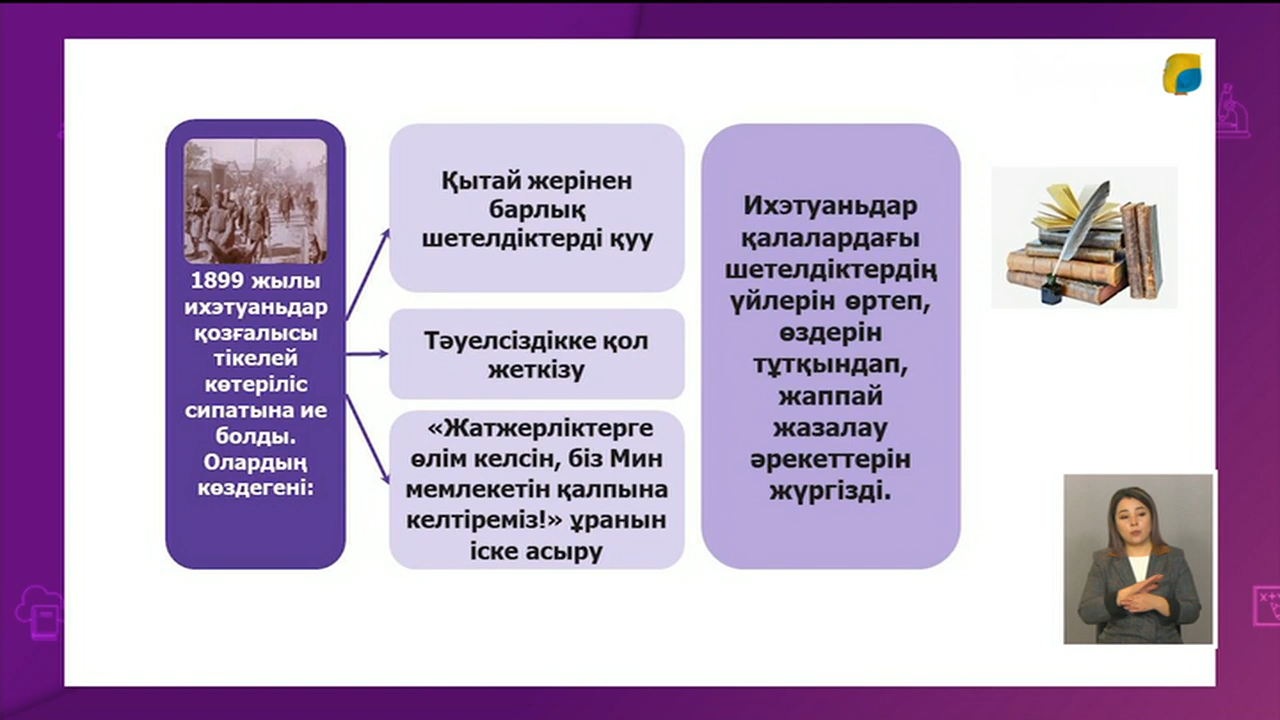 1899 жылы
ихэтуаньдар
қозғалысы
тікелей
көтеріліс
сипатына ие
болды.
Олардың
көздегені:
Қытай жерінен
барлық
шетелдіктерді қуу
Тәуелсіздікке қол
жеткізу
«Жатжерліктерге
өлім келсін, біз Мин
мемлекетін қалпына
келтіреміз!» ұранын
іске асыру
Ихэтуаньдар
қалалардағы
шетелдіктердің
үйлерін өртеп,
өздерін
тұтқындап,
жаппай
жазалау
әрекеттерін
жүргізді.